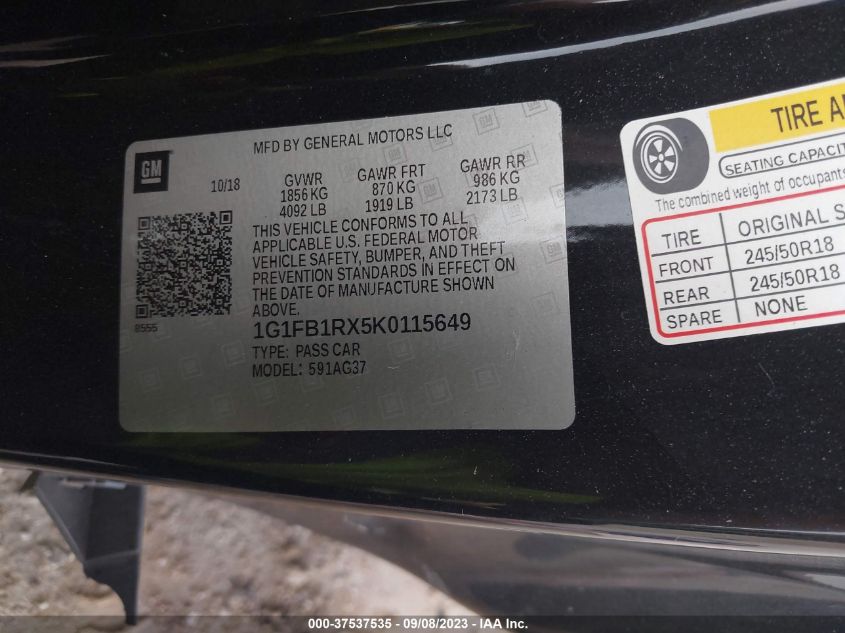 MFD BY GENERAL MOTORS LLC
GM
10/18
GVWR
1856 KG
4092 LB
GAWR FRT
870 KG
1919 LB
GAWR RR
986 KG
2173 LB
THIS VEHICLE CONFORMS TO ALL
APPLICABLE U.S. FEDERAL MOTOR
VEHICLE SAFETY, BUMPER, AND THEFT
PREVENTION STANDARDS IN EFFECT ON
THE DATE OF MANUFACTURE SHOWN
ABOVE.
8555
1G1FB1RX5K0115649
TYPE: PASS CAR
MODEL: 591AG37
TIRE A
SEATING CAPACIT
The combined weight of occupants
TIRE ORIGINAL S
FRONT 245/50R18
REAR 245/50R18
SPARE NONE
000-37537535 - 09/08/2023 - IAA Inc.